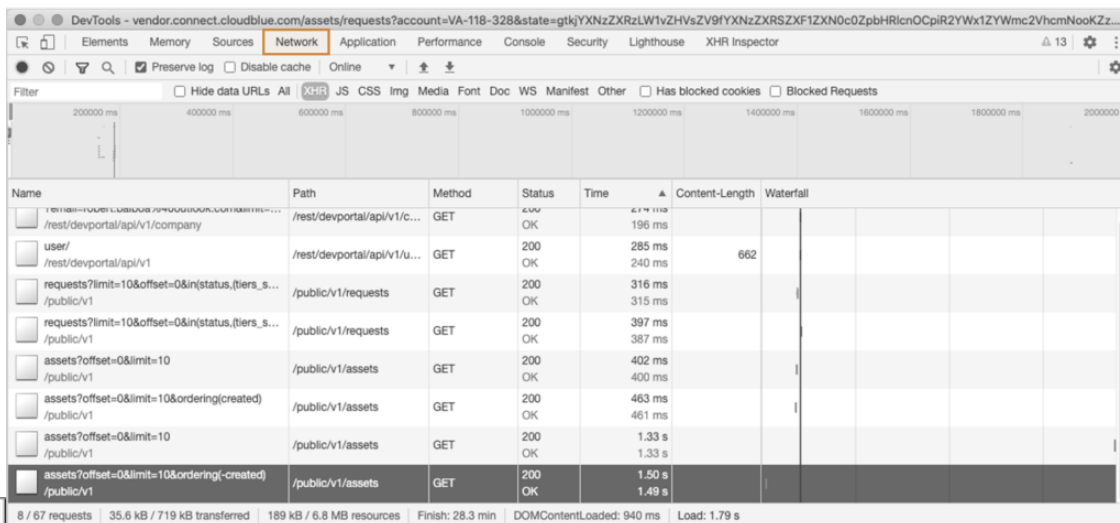 DevTools - vendor.connect.cloudblue.com/assets/requests?account=VA-118-328&state=gtkjYXNzZXRzLW1vZHVsZV9fYXNzZXRSZXF1ZXN0c0ZpbHRlcnOCpiR2YWx1ZYWmc2VhcmNooKZz...
Elements Memory Sources Network Application Performance Console Security Lighthouse XHR Inspector 13
Preserve log Disable cache Online
Filter Hide data URLs All XHR JS CSS Img Media Font Doc WS Manifest Other Has blocked cookies Blocked Requests
200000 ms 400000 ms 600000 ms 800000 ms 1000000 ms 1200000 ms 1400000 ms 1600000 ms 1800000 ms 2000000
Name Path Method Status Time Content-Length Waterfall
200 274 ms
/rest/devportal/api/v1/company /rest/devportal/api/v1/c... GET OK 196 ms
user/ 200 285 ms
/rest/devportal/api/v1 /rest/devportal/api/v1/u... GET OK 240 ms 662
requests?limit=10&offset=0&in(status,(tiers_s... 200 316 ms
/public/v1 /public/v1/requests GET OK 315 ms
requests?limit=10&offset=0&in(status,(tiers_s... 200 397 ms
/public/v1 /public/v1/requests GET OK 387 ms
assets?offset=0&limit=10 200 402 ms
/public/v1 /public/v1/assets GET OK 400 ms
assets?offset=0&limit=10&ordering(created) 200 463 ms
/public/v1 /public/v1/assets GET OK 461 ms
assets?offset=0&limit=10 200 1.33 s
/public/v1 /public/v1/assets GET OK 1.33 s
assets?offset=0&limit=10&ordering(-created) 200 1.50 s
/public/v1 /public/v1/assets GET OK 1.49 s
8 / 67 requests 35.6 kB / 719 kB transferred 189 kB / 6.8 MB resources Finish: 28.3 min DOMContentLoaded: 940 ms Load: 1.79 s